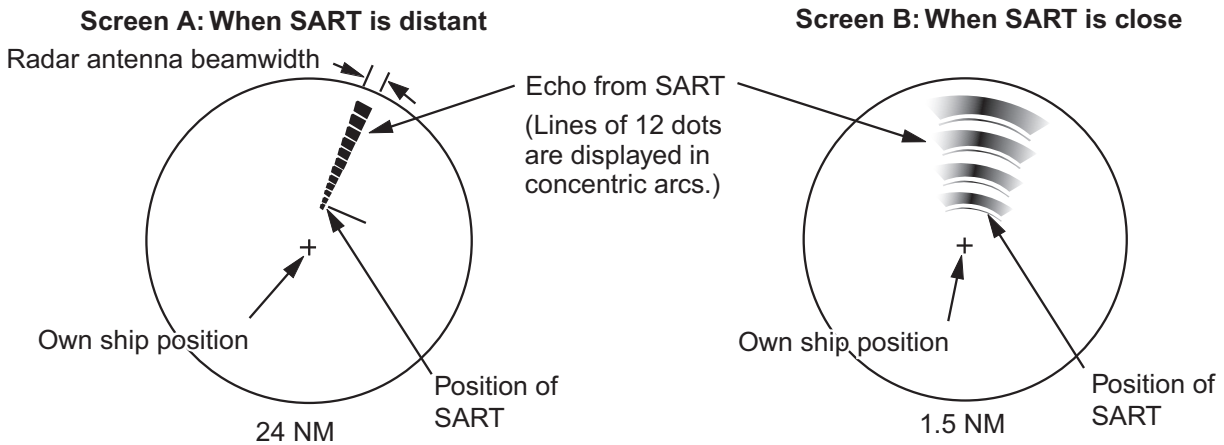 Screen A: When SART is distant
Radar antenna beamwidth
Own ship position
24 NM
Position of
SART
Echo from SART
(Lines of 12 dots
are displayed in
concentric arcs.)
Screen B: When SART is close
Own ship position
1.5 NM
Position of
SART